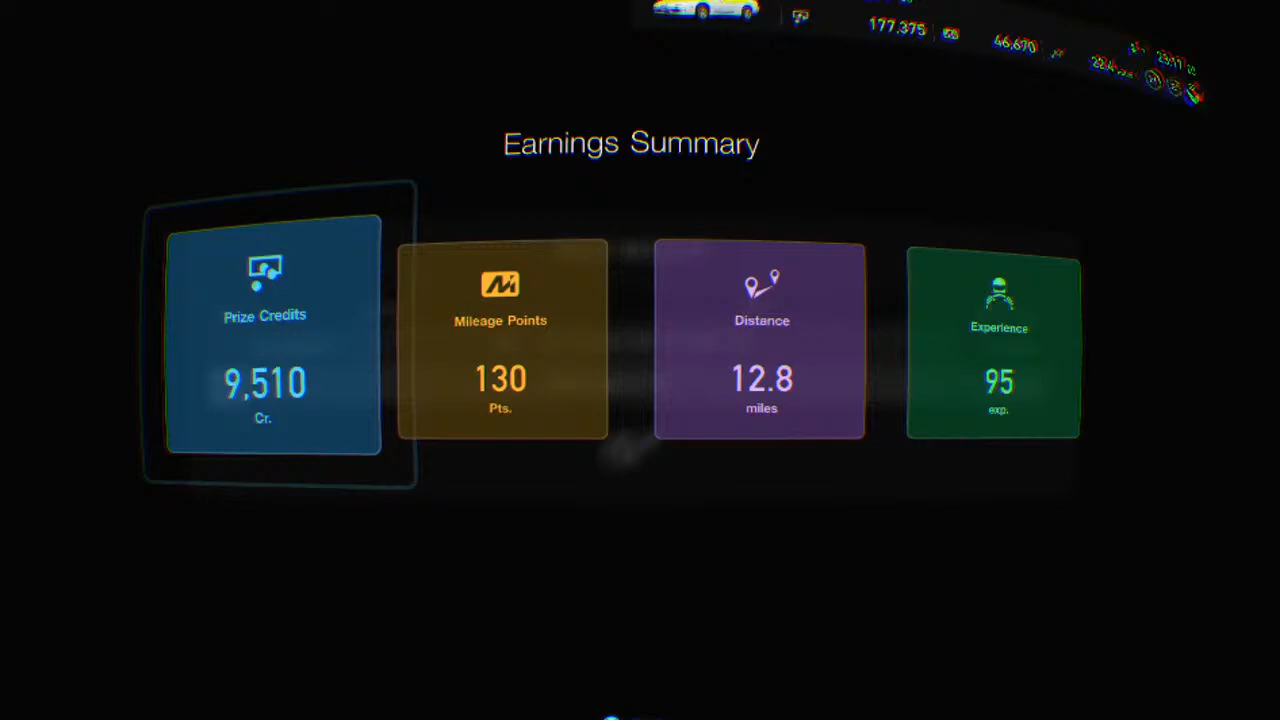 177,375
46,670
Earnings Summary
Prize Credits
9,510
Cr.
Mileage Points
130
Pts.
Distance
12.8
miles
Experience
95
exp.